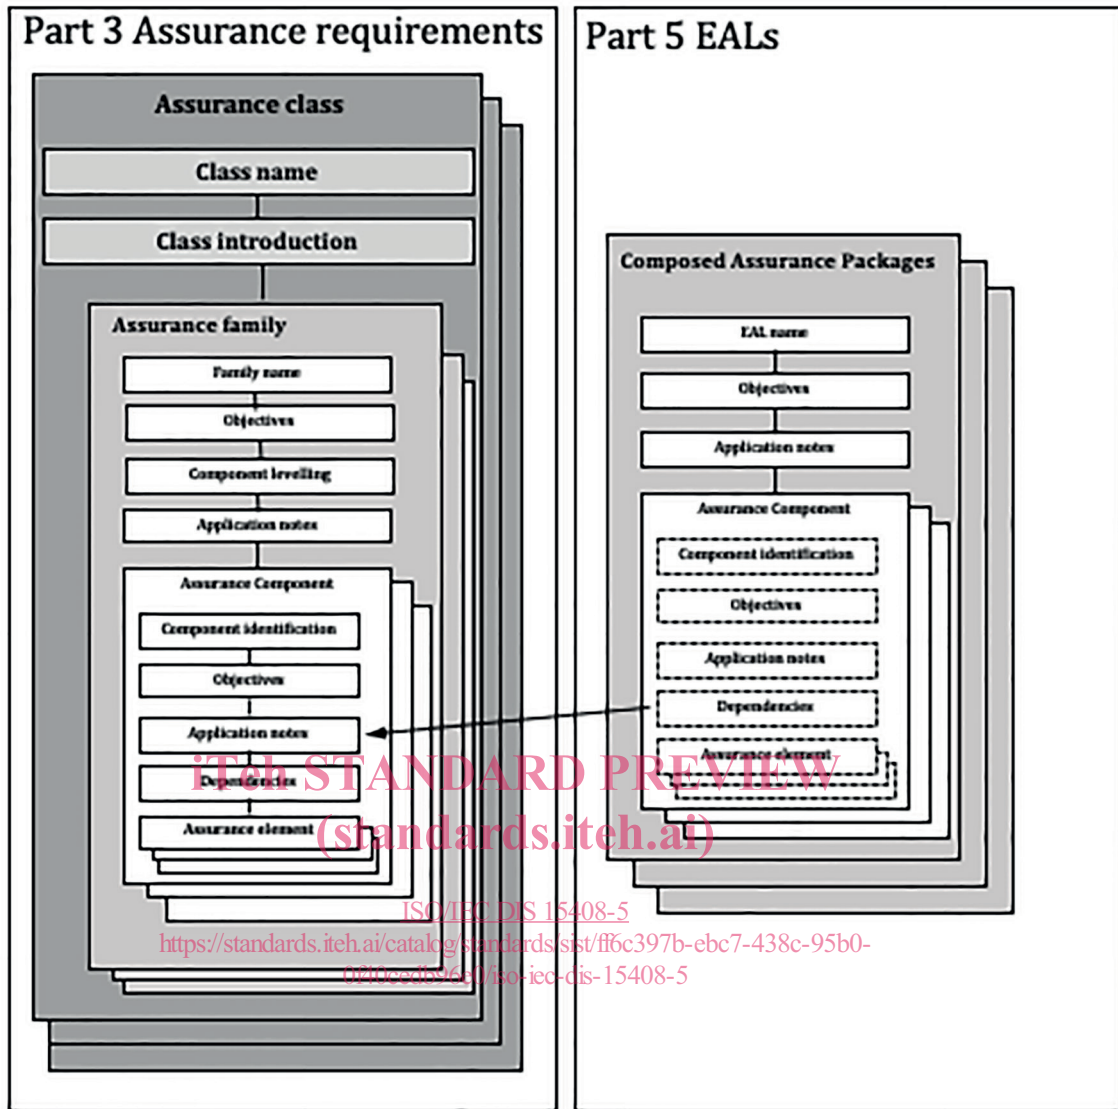 Part 3 Assurance requirements
Assurance class
Class name
Class introduction
Assurance family
Family name
Objectives
Component levelling
Application notes
Assurance Component
Component identification
Objectives
Application notes
Dependencies
Assurance element
Part 5 EALs
Composed Assurance Packages
EAL name
Objectives
Application notes
Assurance Component
Component identification
Objectives
Application notes
Dependencies
Assurance element
iTeh STANDARD PREVIEW
(standards.iteh.ai)
ISO/IEC DIS 15408-5
https://standards.iteh.ai/catalog/standards/sist/ff6c397b-ebc7-438c-95b0-
0f40cedb96e0/iso-iec-dis-15408-5